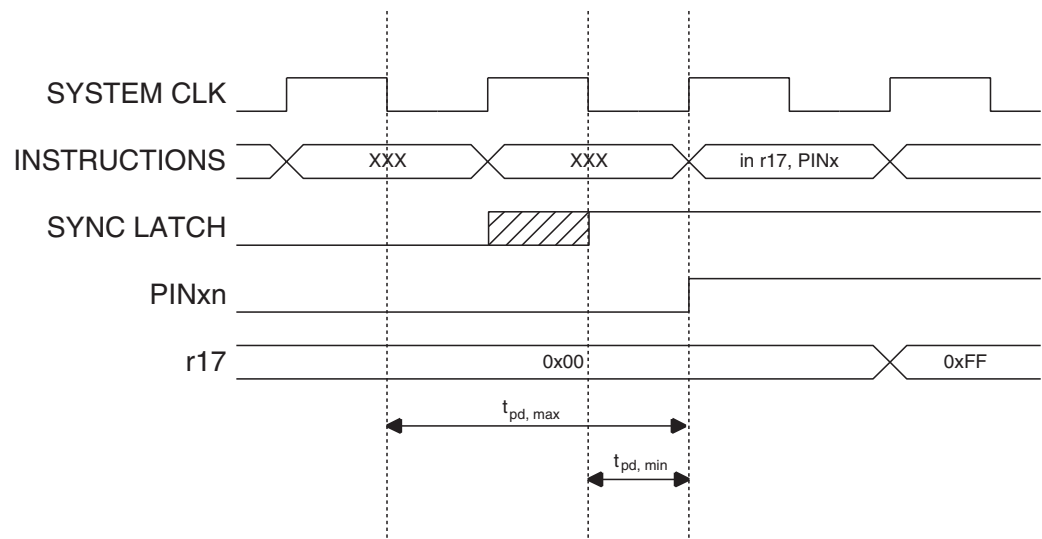 SYSTEM CLK
INSTRUCTIONS XXX XXX in r17, PINx
SYNC LATCH
PINxn
r17 0x00 0xFF
tpd, max
tpd, min